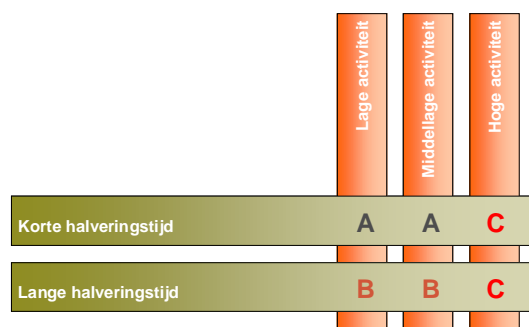 Lage activiteit
Middellage activiteit
Hoge activiteit
Korte halveringstijd A A C
Lange halveringstijd B B C